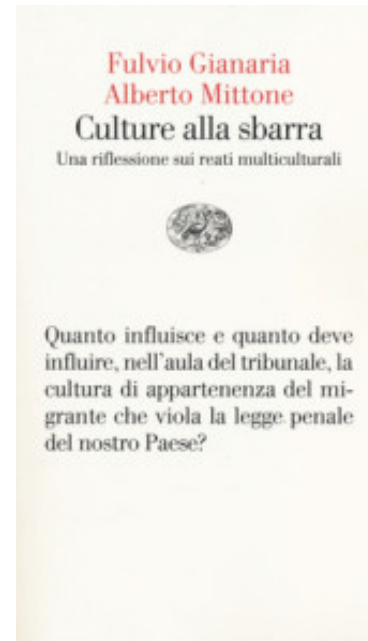 Fulvio Gianaria
Alberto Mittone
Culture alla sbarra
Una riflessione sui reati multiculturali
Quanto influisce e quanto deve
influire, nell'aula del tribunale, la
cultura di appartenenza del mi-
grante che viola la legge penale
del nostro Paese?